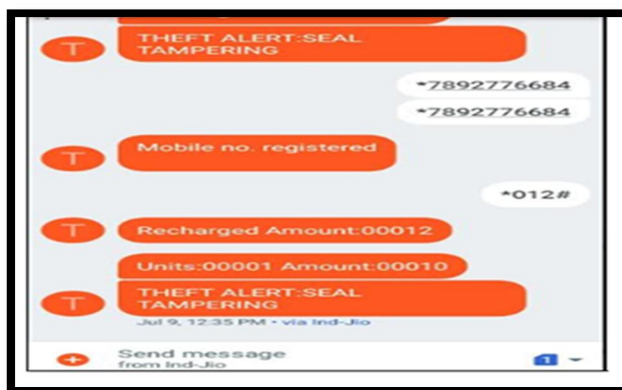 T
THEFT ALERT:SEAL
TAMPERING
*7892776684
*7892776684
T
Mobile no. registered
*012#
T
Recharged Amount:00012
Units:00001 Amount:00010
T
THEFT ALERT:SEAL
TAMPERING
Jul 9, 12:35 PM • via Ind-Jio
Send message
from Ind-Jio
1